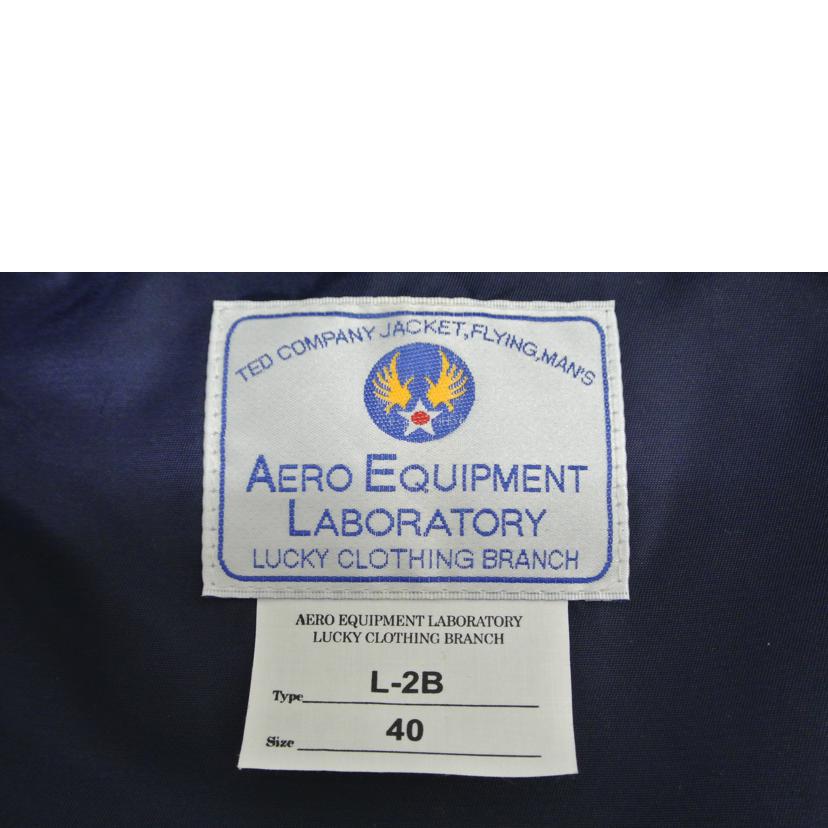 TED COMPANY JACKET,FLYING,MAN'S
AERO EQUIPMENT
LABORATORY
LUCKY CLOTHING BRANCH
AERO EQUIPMENT LABORATORY
LUCKY CLOTHING BRANCH
Type L-2B
Size 40